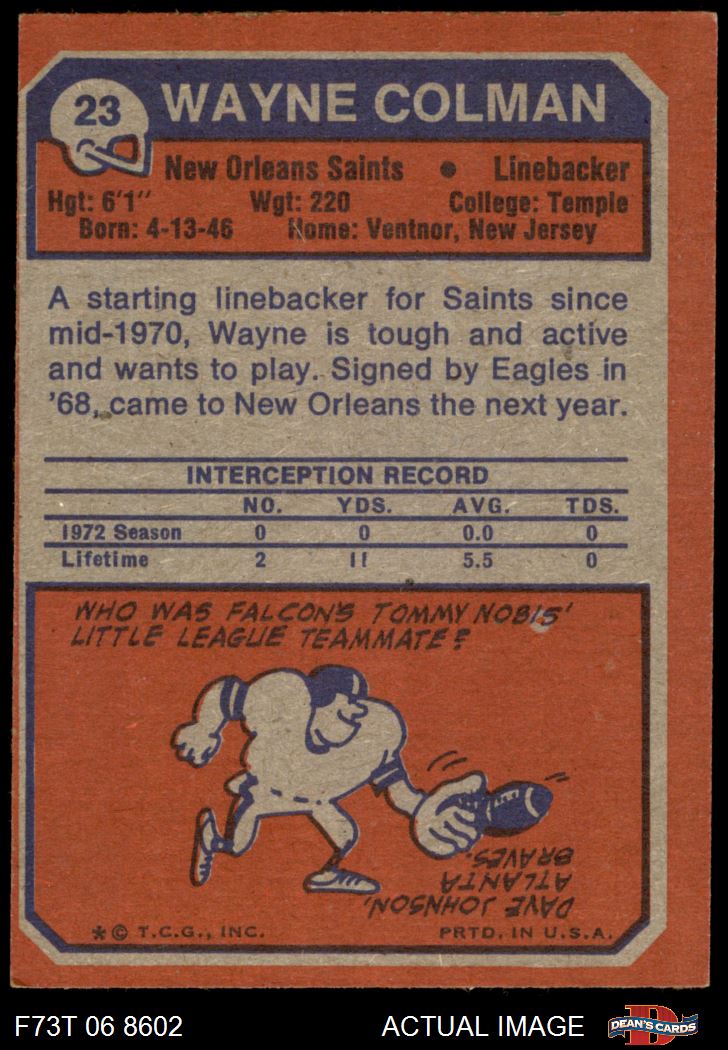 23
WAYNE COLMAN
New Orleans Saints • Linebacker
Hgt: 6'1" Wgt: 220 College: Temple
Born: 4-13-46 Home: Ventnor, New Jersey
A starting linebacker for Saints since
mid-1970, Wayne is tough and active
and wants to play. Signed by Eagles in
'68, came to New Orleans the next year.
INTERCEPTION RECORD
NO. YDS. AVG. TDS.
1972 Season 0 0 0.0 0
Lifetime 2 11 5.5 0
WHO WAS FALCON'S TOMMY NOBIS'
LITTLE LEAGUE TEAMMATE?
DAVE JOHNSON,
ATLANTA
BRAVES.
* © T.C.G., INC. PRTD. IN U.S.A.
F73T 06 8602 ACTUAL IMAGE D DEAN'S CARDS